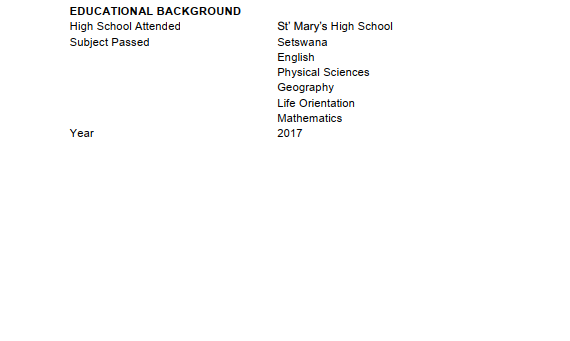 EDUCATIONAL BACKGROUND
High School Attended St' Mary's High School
Subject Passed Setswana
English
Physical Sciences
Geography
Life Orientation
Mathematics
Year 2017